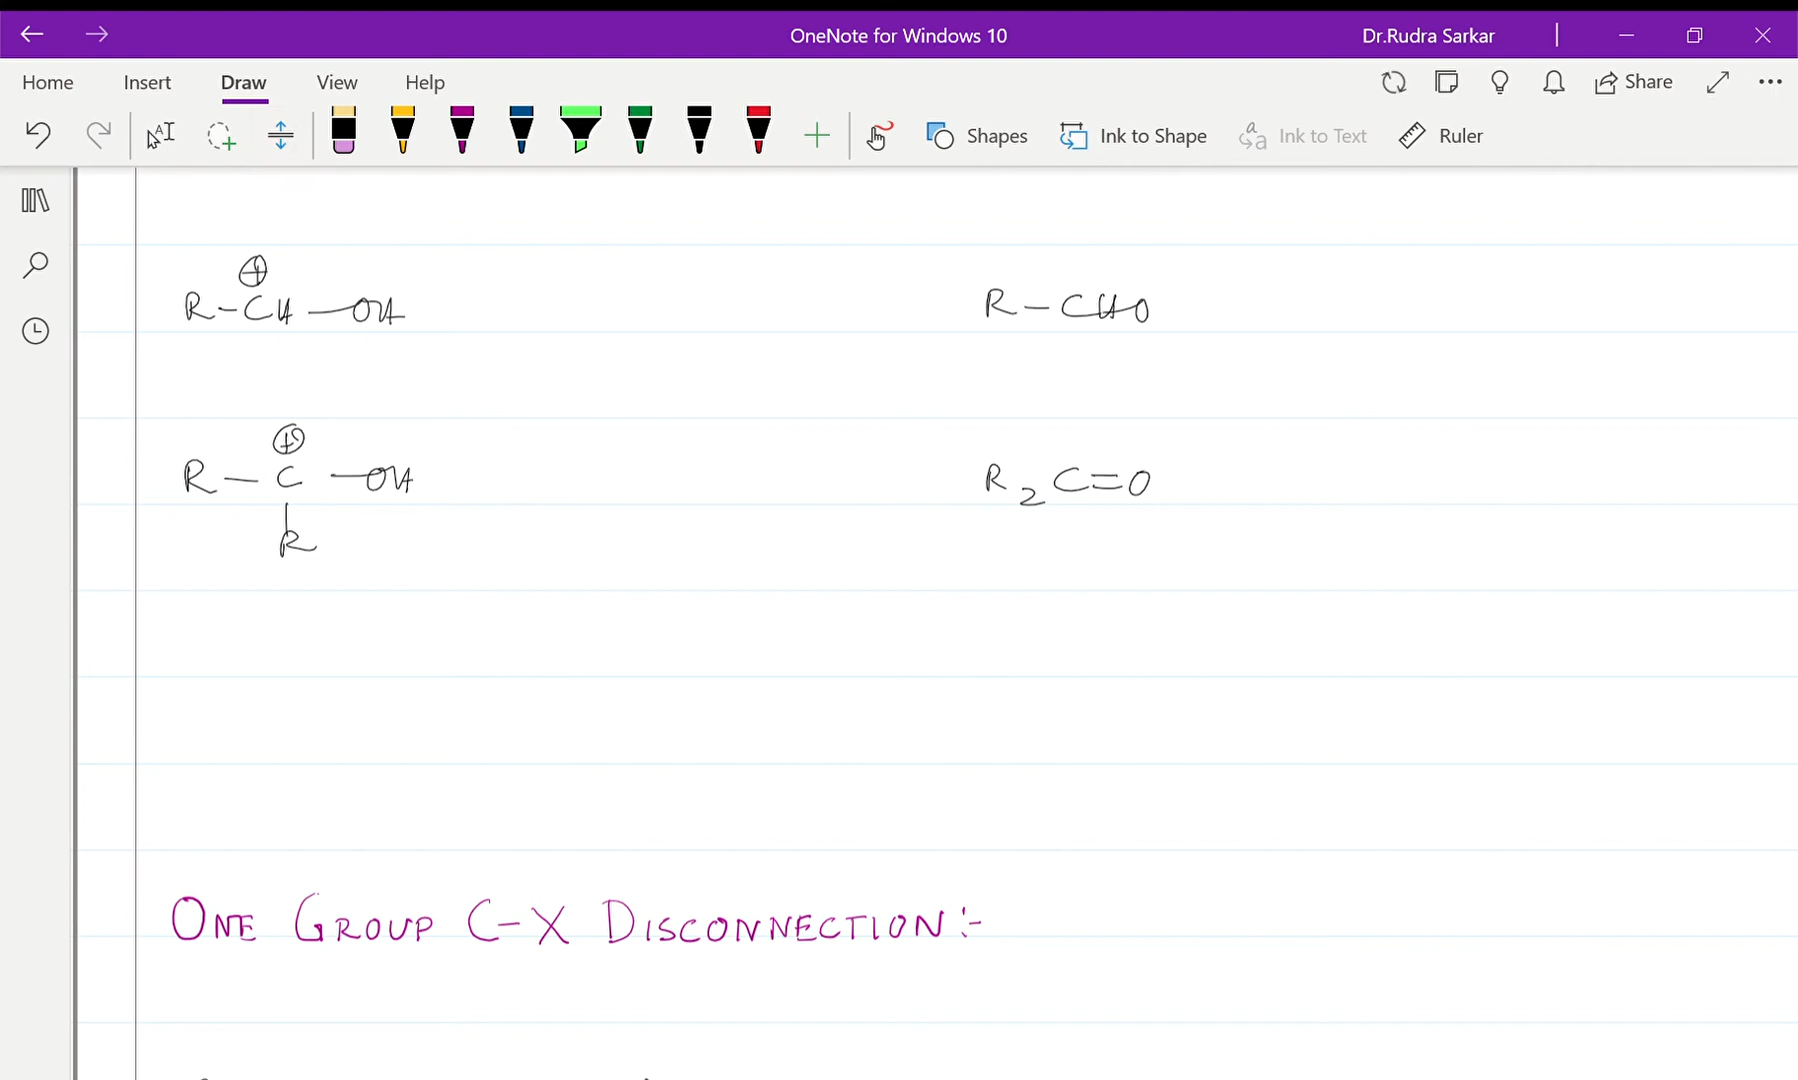 OneNote for Windows 10
Dr.Rudra Sarkar
Home Insert Draw View Help
Share
Shapes Ink to Shape Ink to Text Ruler
⊕
R-CH-OH R-CHO
⊕
R-C-OH R2C=O
R
ONE GROUP C-X DISCONNECTION:-